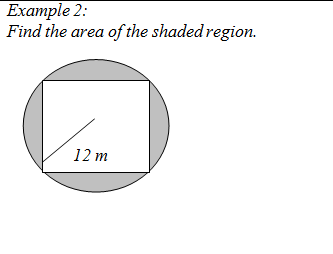 Example 2:
Find the area of the shaded region.
12 m